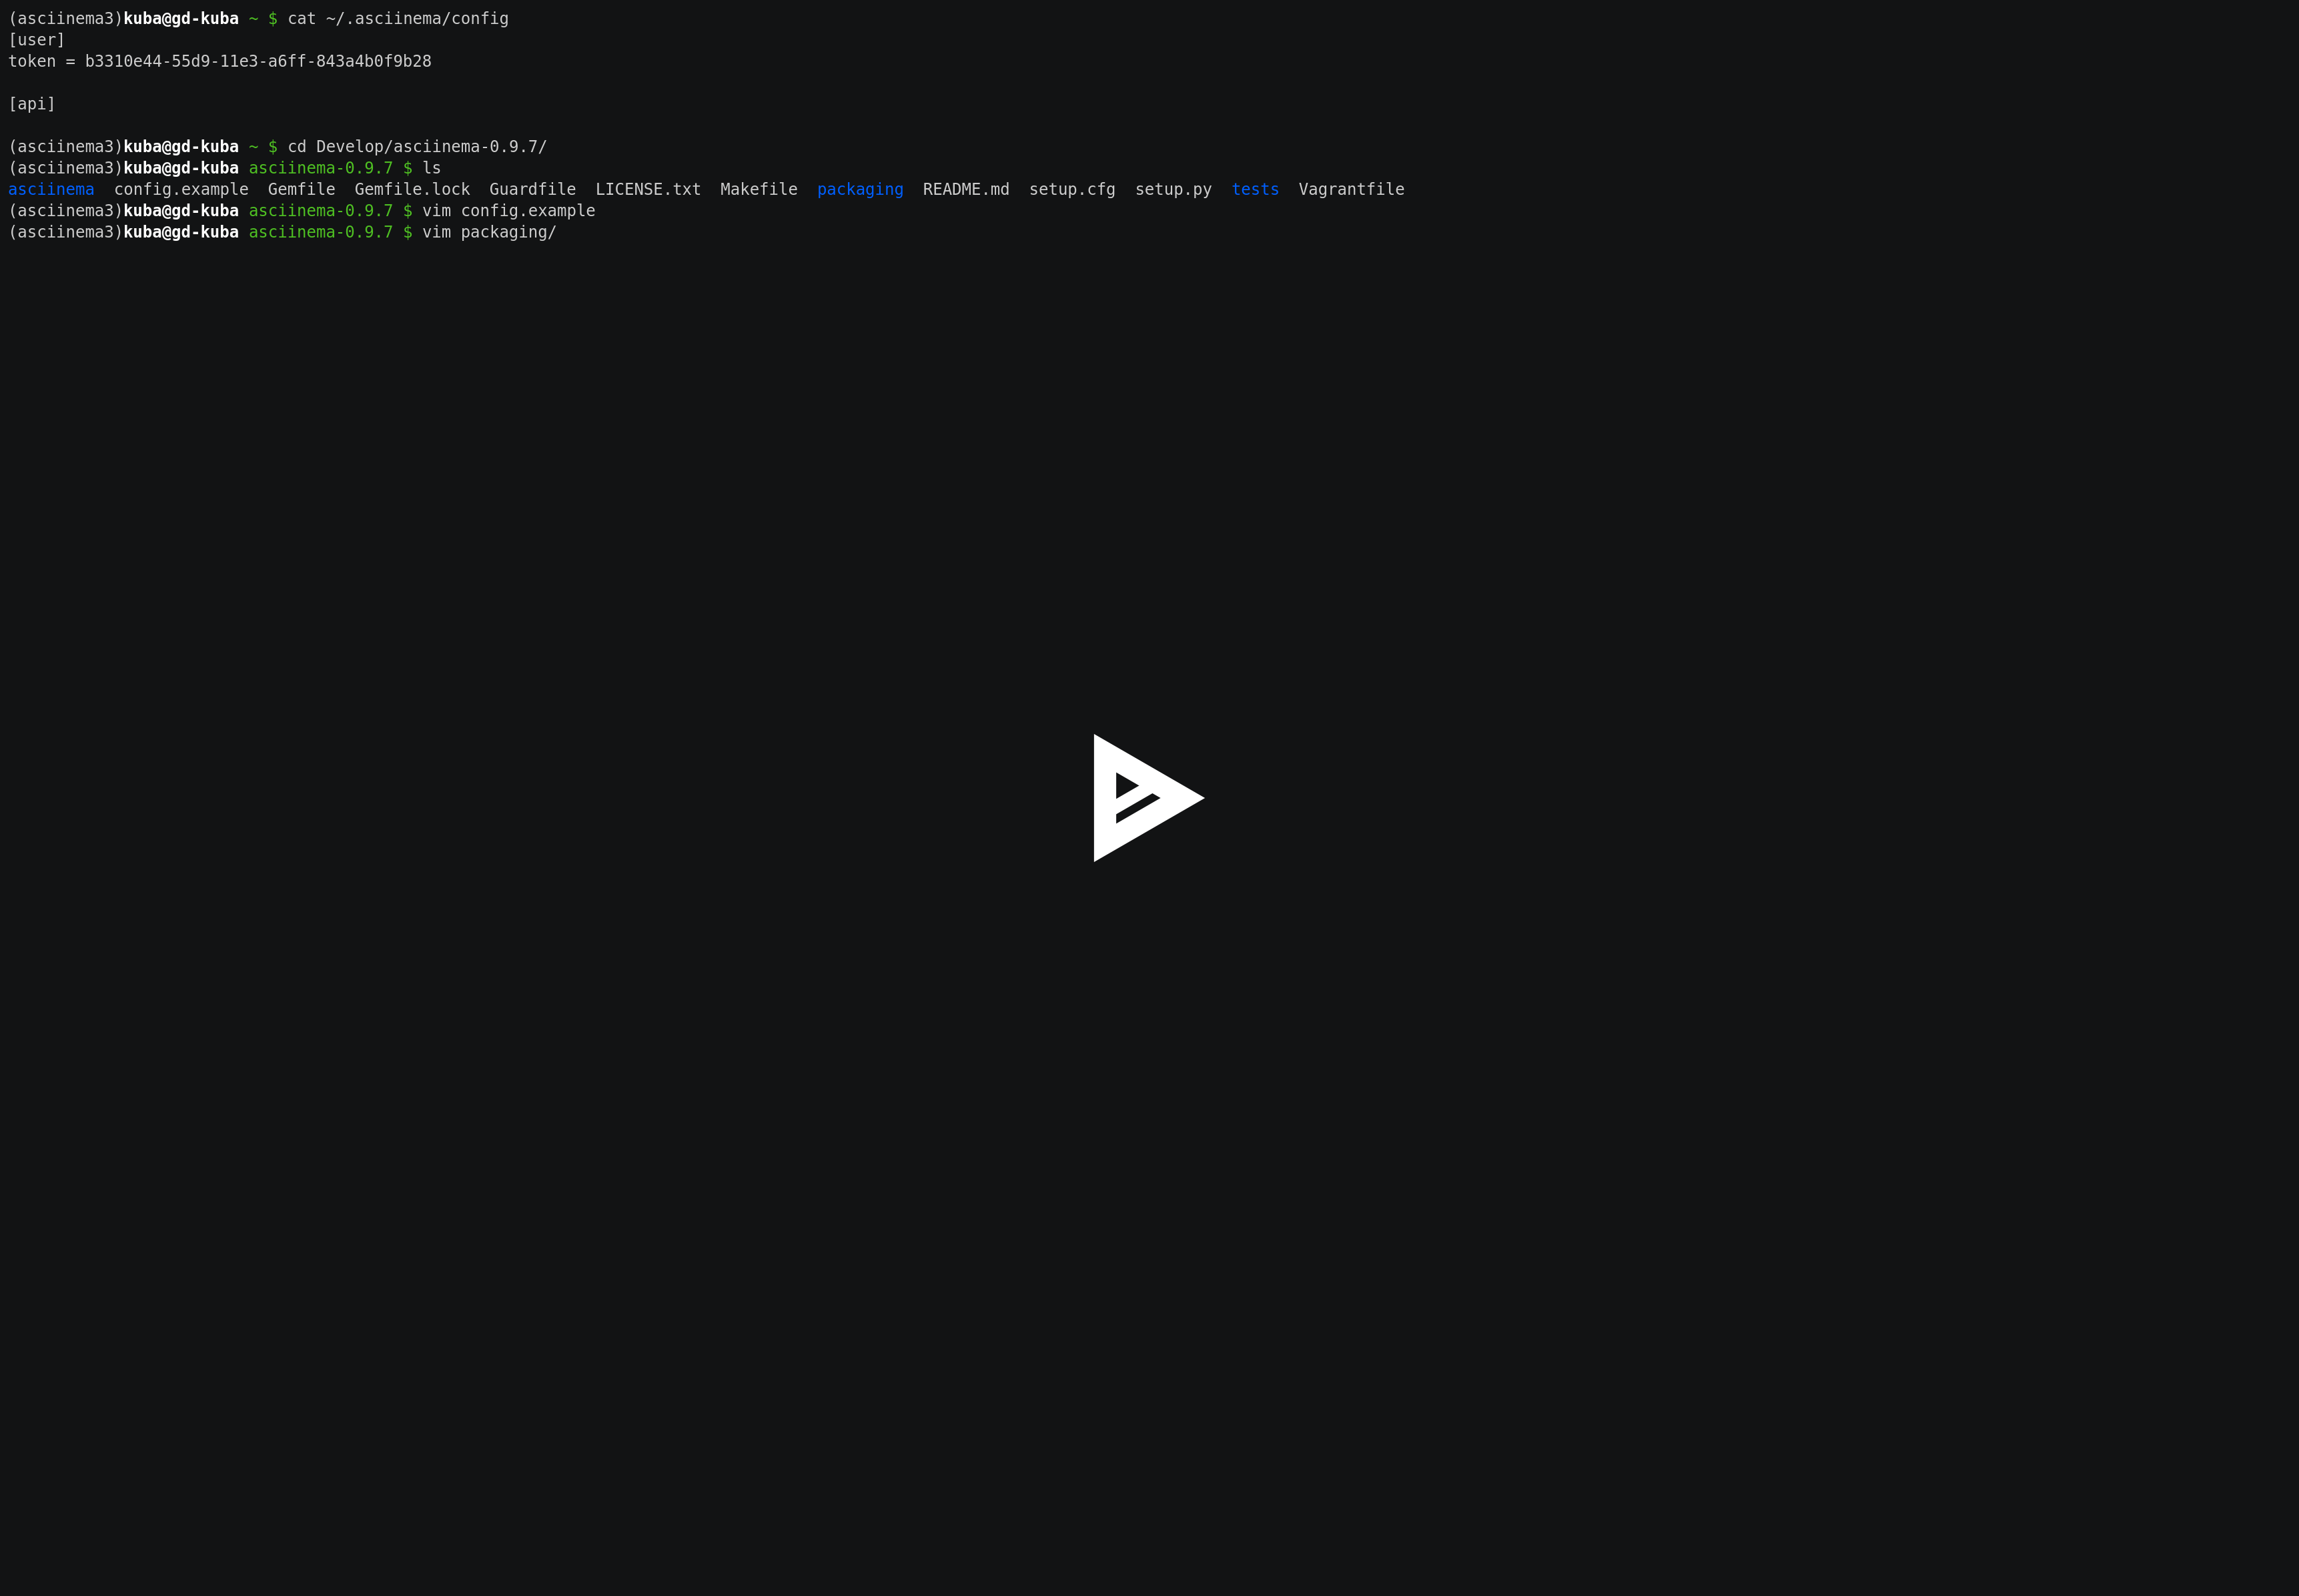 (asciinema3)kuba@gd-kuba ~ $ cat ~/.asciinema/config
[user]
token = b3310e44-55d9-11e3-a6ff-843a4b0f9b28
[api]
(asciinema3)kuba@gd-kuba ~ $ cd Develop/asciinema-0.9.7/
(asciinema3)kuba@gd-kuba asciinema-0.9.7 $ ls
asciinema  config.example  Gemfile  Gemfile.lock  Guardfile  LICENSE.txt  Makefile  packaging  README.md  setup.cfg  setup.py  tests  Vagrantfile
(asciinema3)kuba@gd-kuba asciinema-0.9.7 $ vim config.example
(asciinema3)kuba@gd-kuba asciinema-0.9.7 $ vim packaging/